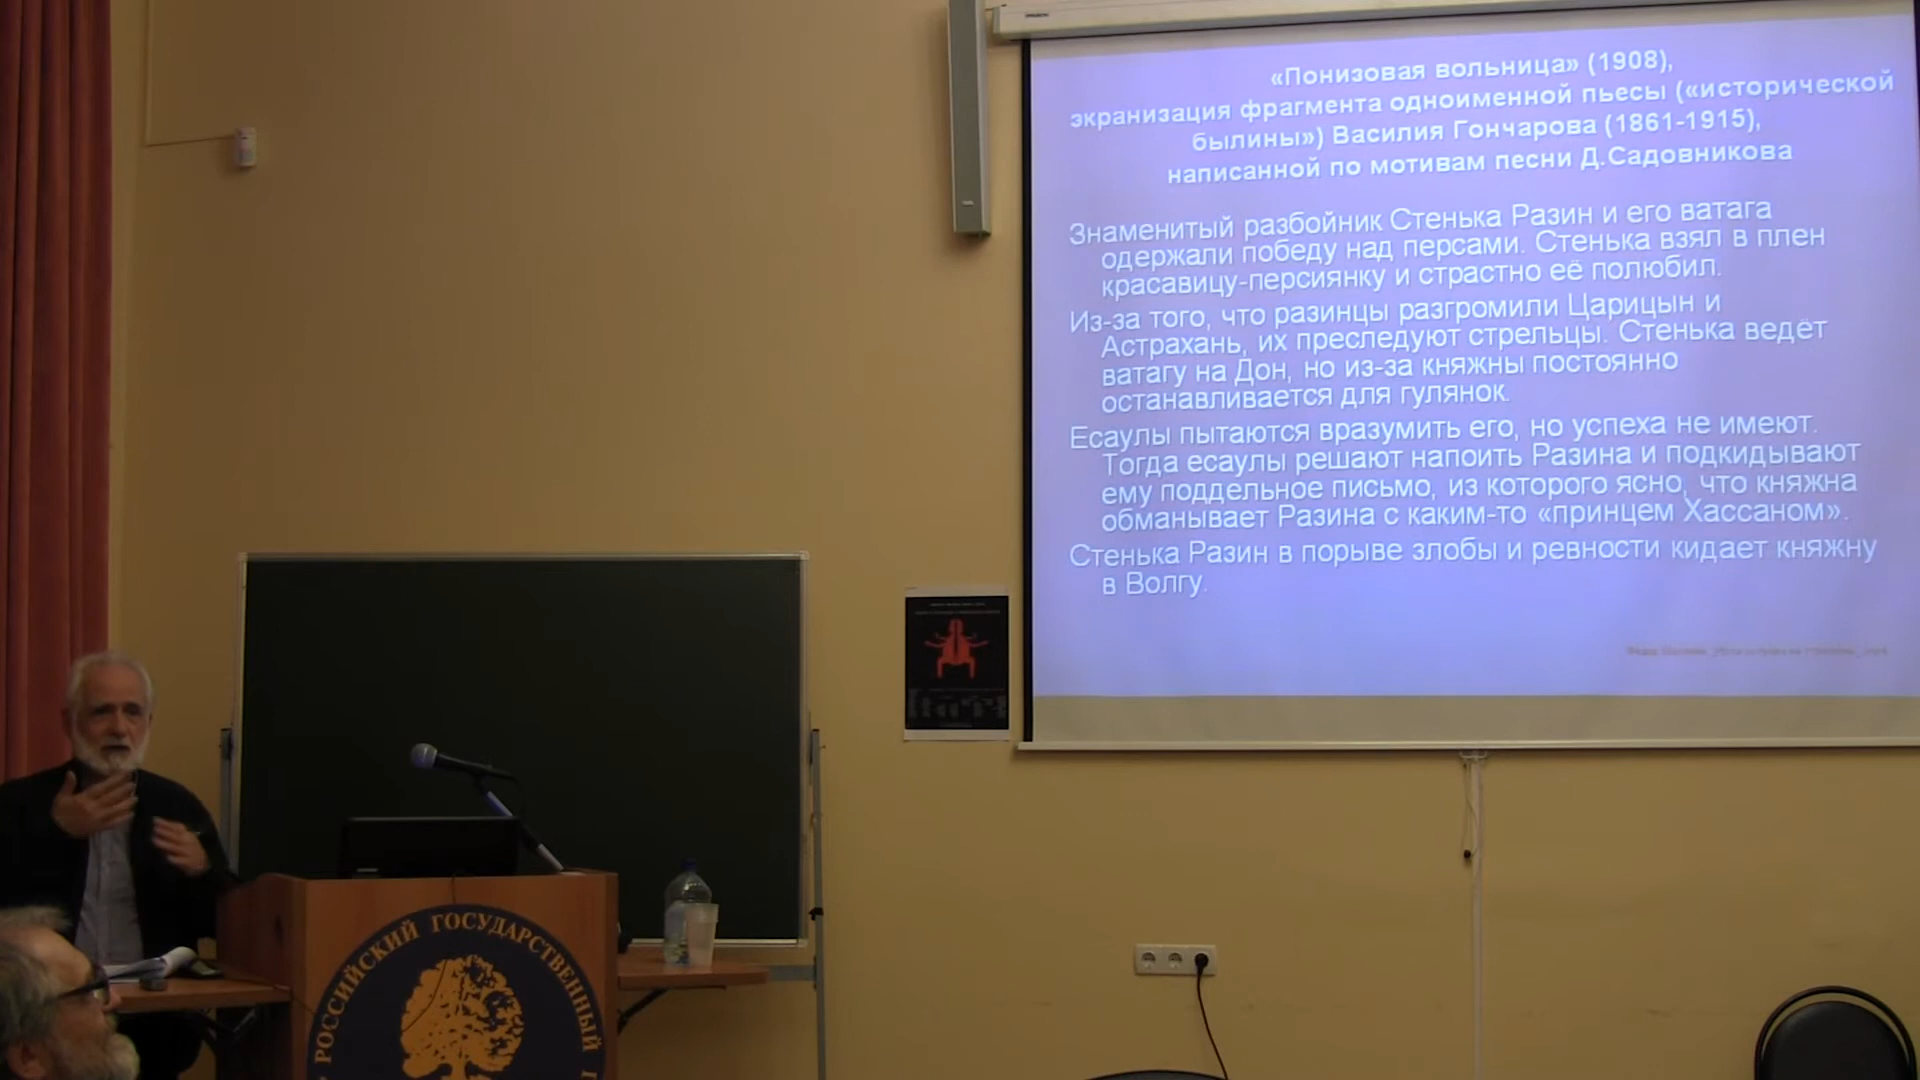 «Понизовая вольница» (1908),
экранизация фрагмента одноименной пьесы («исторической
былины») Василия Гончарова (1861-1915),
написанной по мотивам песни Д.Садовникова
Знаменитый разбойник Стенька Разин и его ватага
одержали победу над персами. Стенька взял в плен
красавицу-персиянку и страстно её полюбил.
Из-за того, что разинцы разгромили Царицын и
Астрахань, их преследуют стрельцы. Стенька ведёт
ватагу на Дон, но из-за княжны постоянно
останавливается для гулянок.
Есаулы пытаются вразумить его, но успеха не имеют.
Тогда есаулы решают напоить Разина и подкидывают
ему поддельное письмо, из которого ясно, что княжна
обманывает Разина с каким-то «принцем Хассаном».
Стенька Разин в порыве злобы и ревности кидает княжну
в Волгу.
РОССИЙСКИЙ ГОСУДАРСТВЕННЫЙ